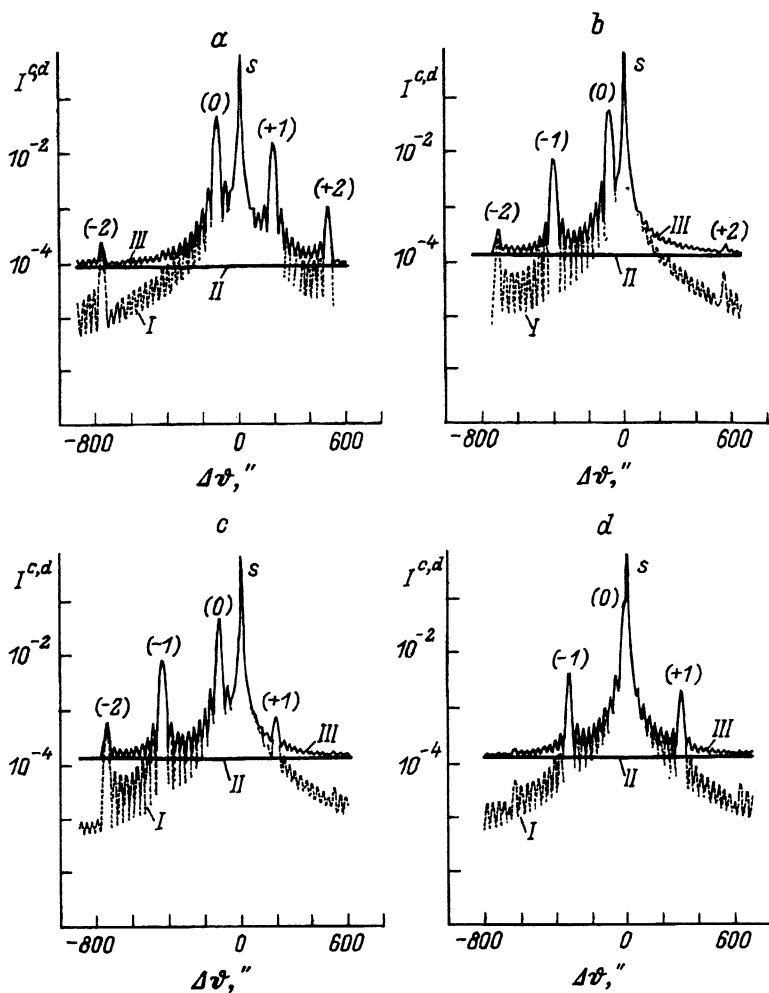 a
I^{c,d}
s
(0)
(+1)
10^{-2}
(+2)
(-2)
III
10^{-4}
II
I
-800 0 600
Δϑ,"
b
I^{c,d}
s
(0)
(-1)
10^{-2}
(-2)
III
(+2)
10^{-4}
II
I
-800 0 600
Δϑ,"
c
I^{c,d}
s
(0)
(-1)
10^{-2}
(-2)
(+1)
III
10^{-4}
II
I
-800 0 600
Δϑ,"
d
I^{c,d}
s
(0)
(-1)
10^{-2}
(+1)
III
10^{-4}
II
I
-800 0 600
Δϑ,"